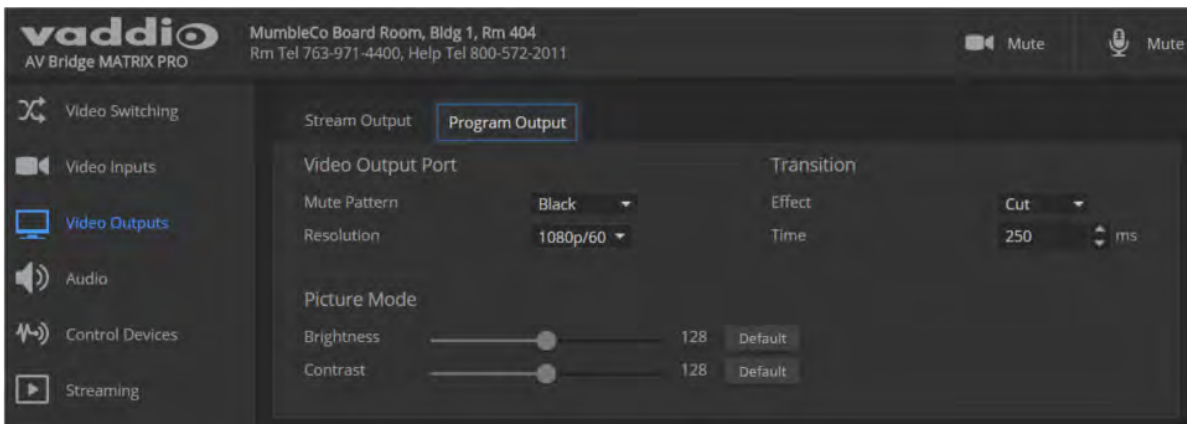 vaddio
AV Bridge MATRIX PRO
MumbleCo Board Room, Bldg 1, Rm 404
Rm Tel 763-971-4400, Help Tel 800-572-2011
Mute
Mute
Video Switching
Video Inputs
Video Outputs
Audio
Control Devices
Streaming
Stream Output
Program Output
Video Output Port
Mute Pattern Black
Resolution 1080p/60
Transition
Effect Cut
Time 250 ms
Picture Mode
Brightness 128 Default
Contrast 128 Default